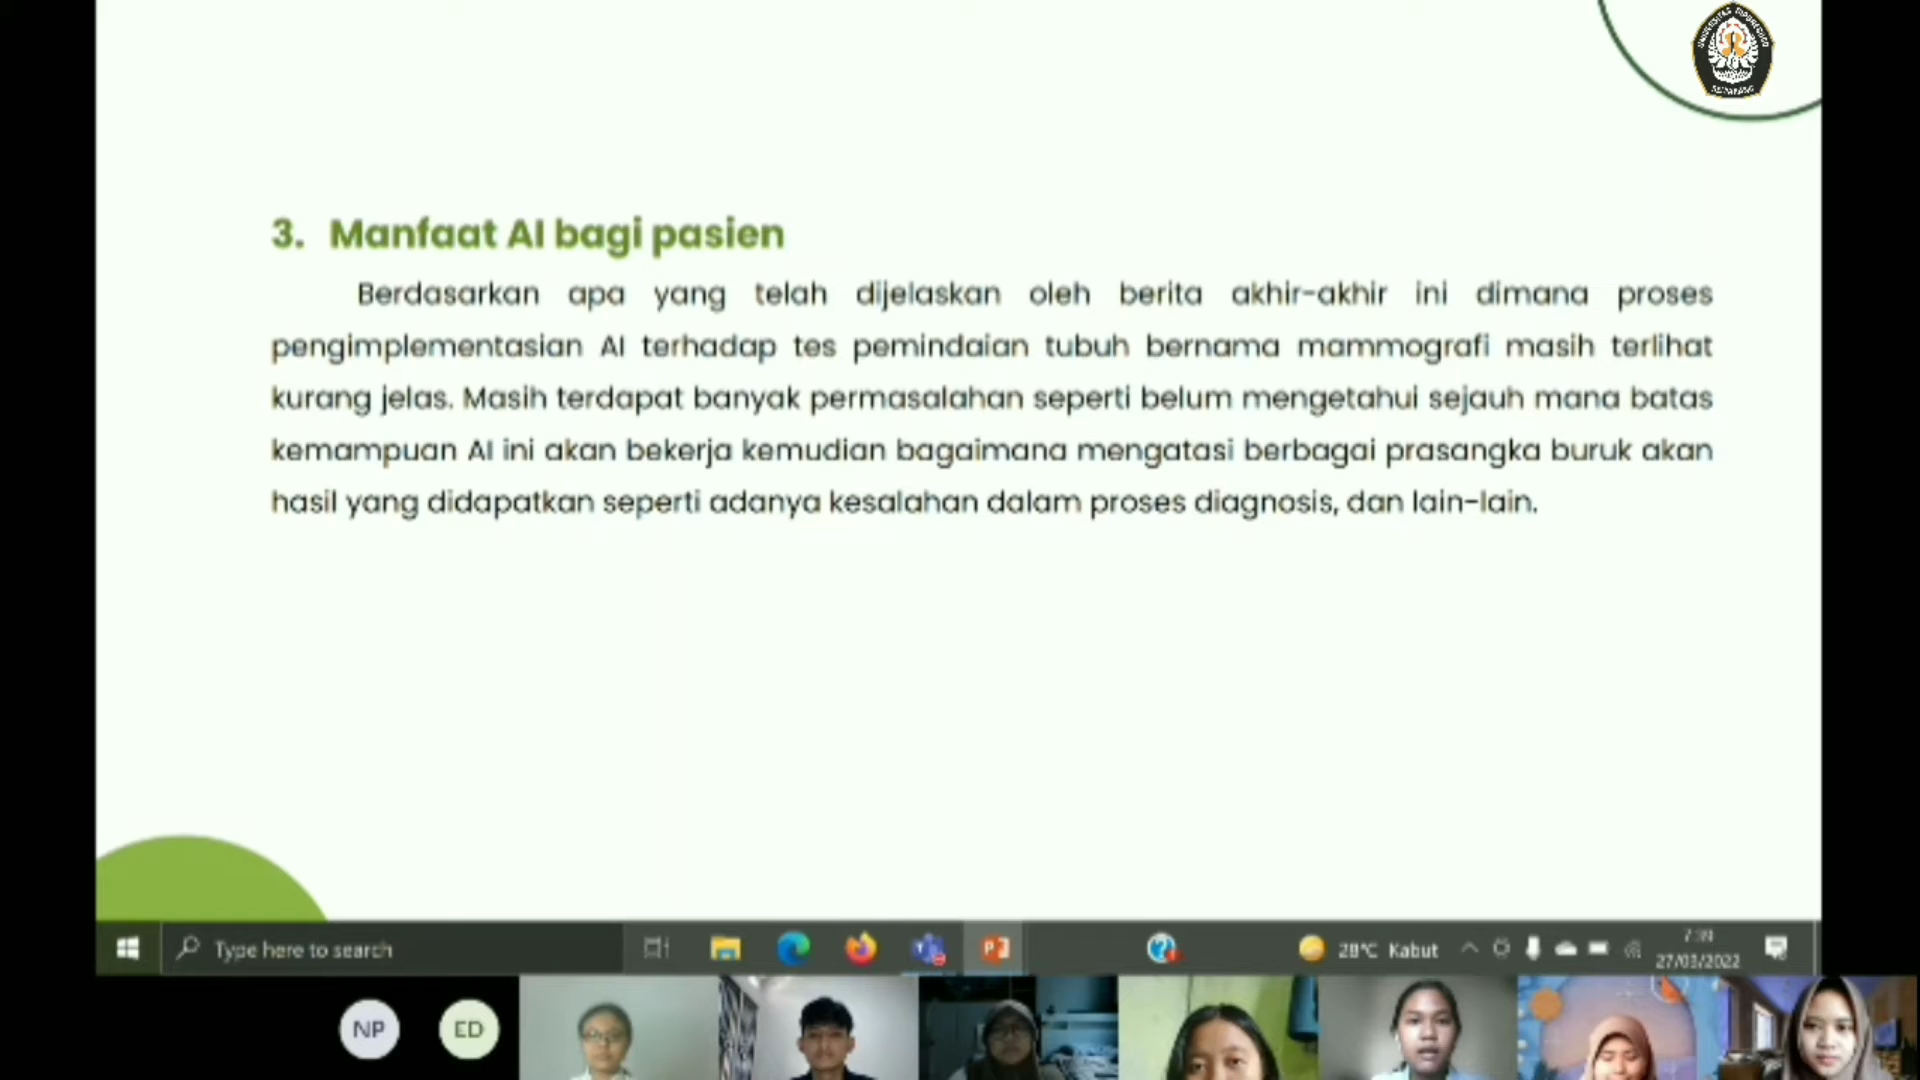 UNIVERSITAS DIPONEGORO
SEMARANG
3. Manfaat AI bagi pasien
Berdasarkan apa yang telah dijelaskan oleh berita akhir-akhir ini dimana proses
pengimplementasian AI terhadap tes pemindaian tubuh bernama mammografi masih terlihat
kurang jelas. Masih terdapat banyak permasalahan seperti belum mengetahui sejauh mana batas
kemampuan AI ini akan bekerja kemudian bagaimana mengatasi berbagai prasangka buruk akan
hasil yang didapatkan seperti adanya kesalahan dalam proses diagnosis, dan lain-lain.
Type here to search
28°C Kabut
27/03/2022
NP
ED